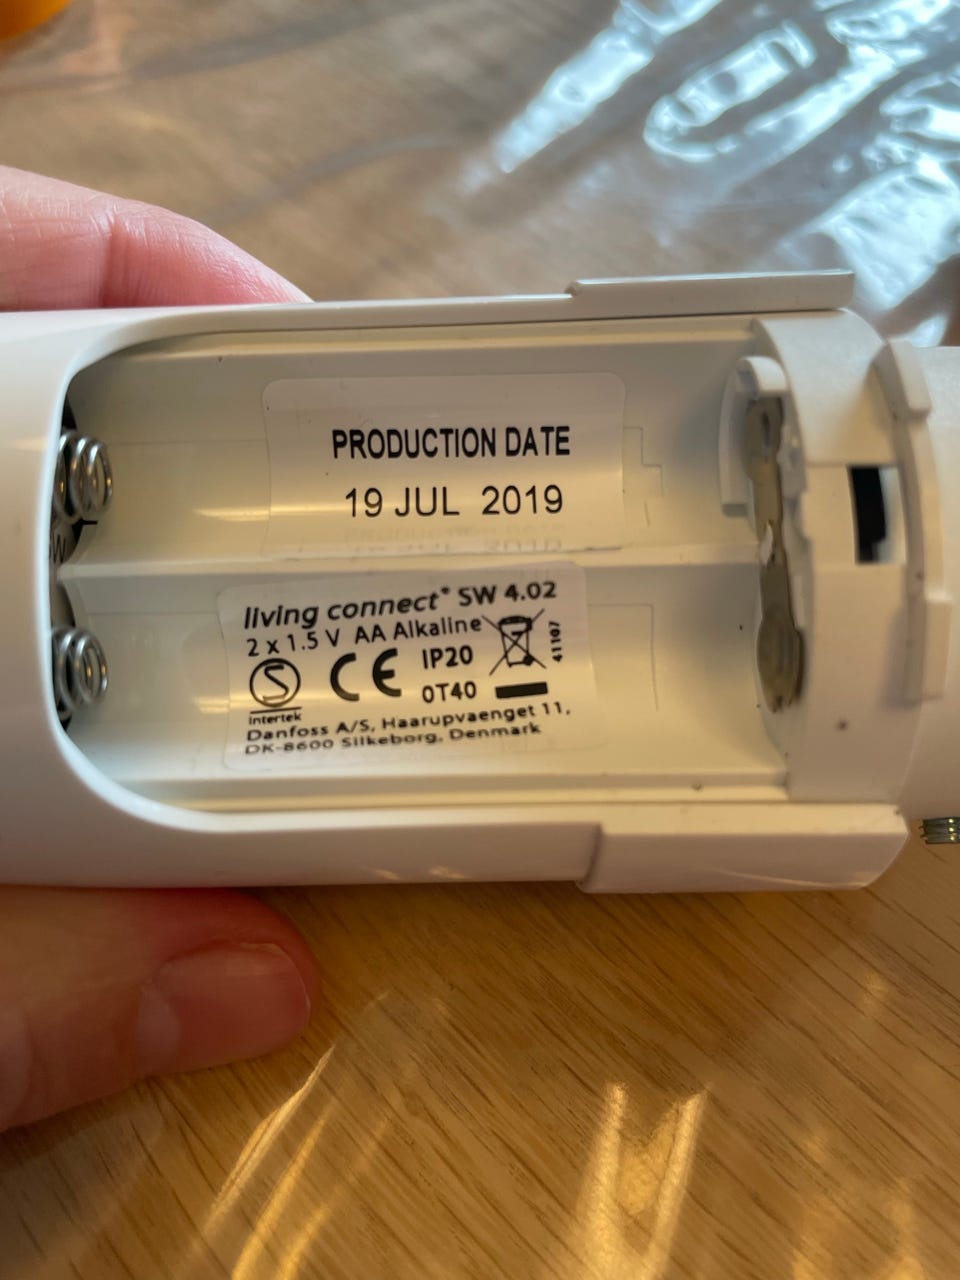 PRODUCTION DATE
19 JUL 2019
living connect® SW 4.02
2 x 1.5 V AA Alkaline
IP20
41107
S
CE
0T40
Intertek
Danfoss A/S, Haarupvaenget 11,
DK-8600 Silkeborg, Denmark